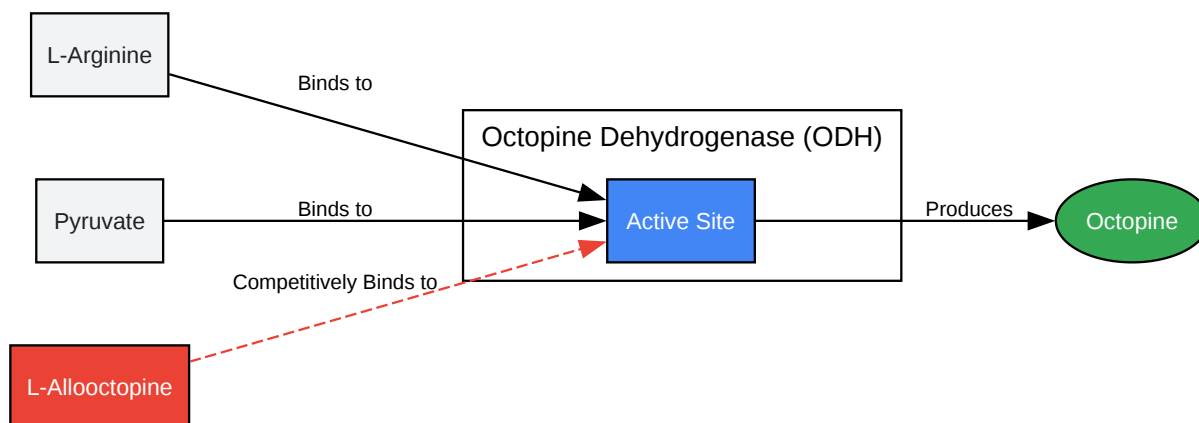 L-Arginine
Binds to
Octopine Dehydrogenase (ODH)
Pyruvate
Binds to
Active Site
Produces
Octopine
Competitively Binds to
L-Allooctopine